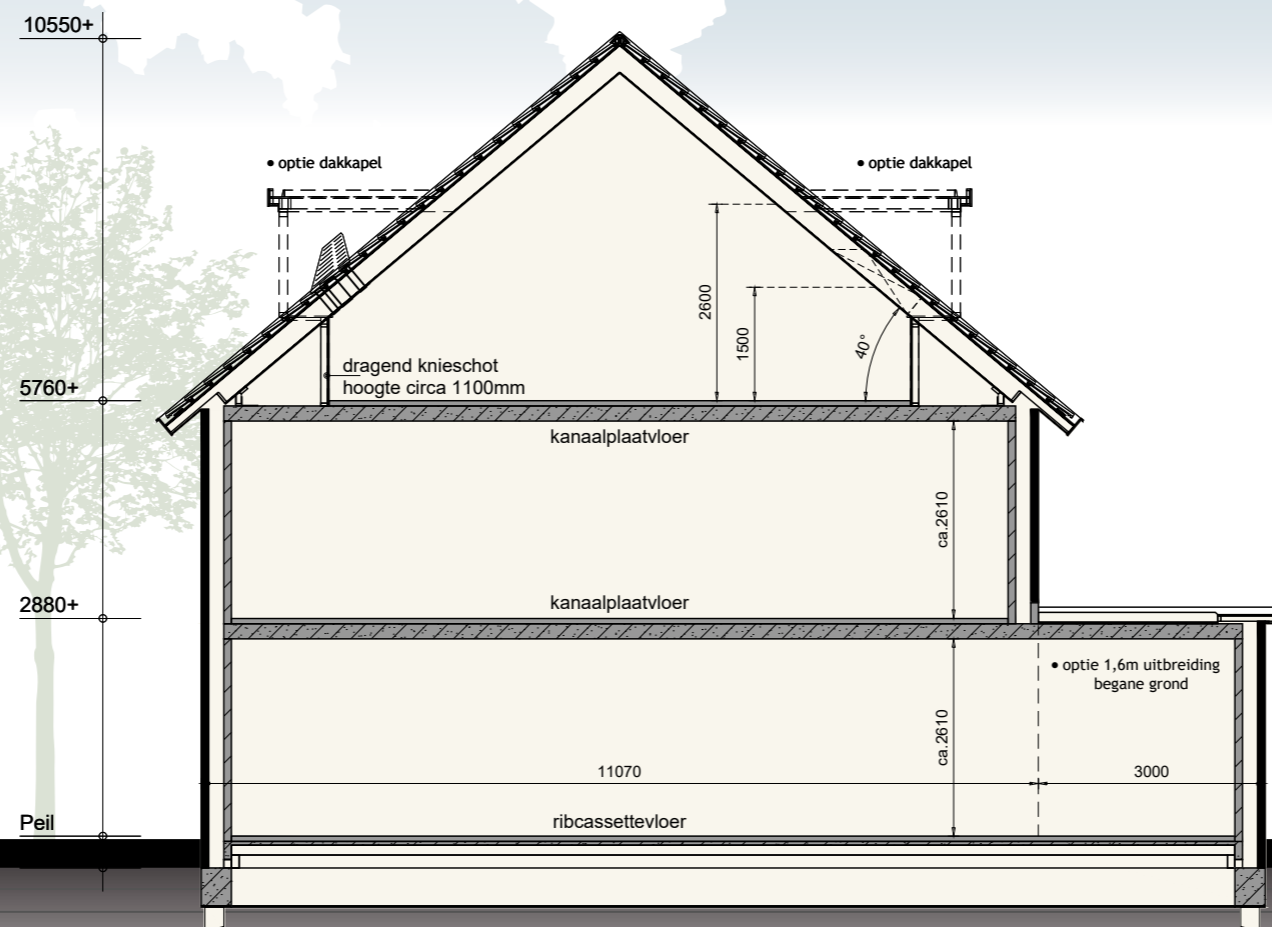 10550+
• optie dakkapel
• optie dakkapel
2600
1500
40°
dragend knieschot
hoogte circa 1100mm
5760+
kanaalplaatvloer
ca.2610
kanaalplaatvloer
2880+
• optie 1,6m uitbreiding
begane grond
ca.2610
11070
3000
Peil
ribcassettevloer